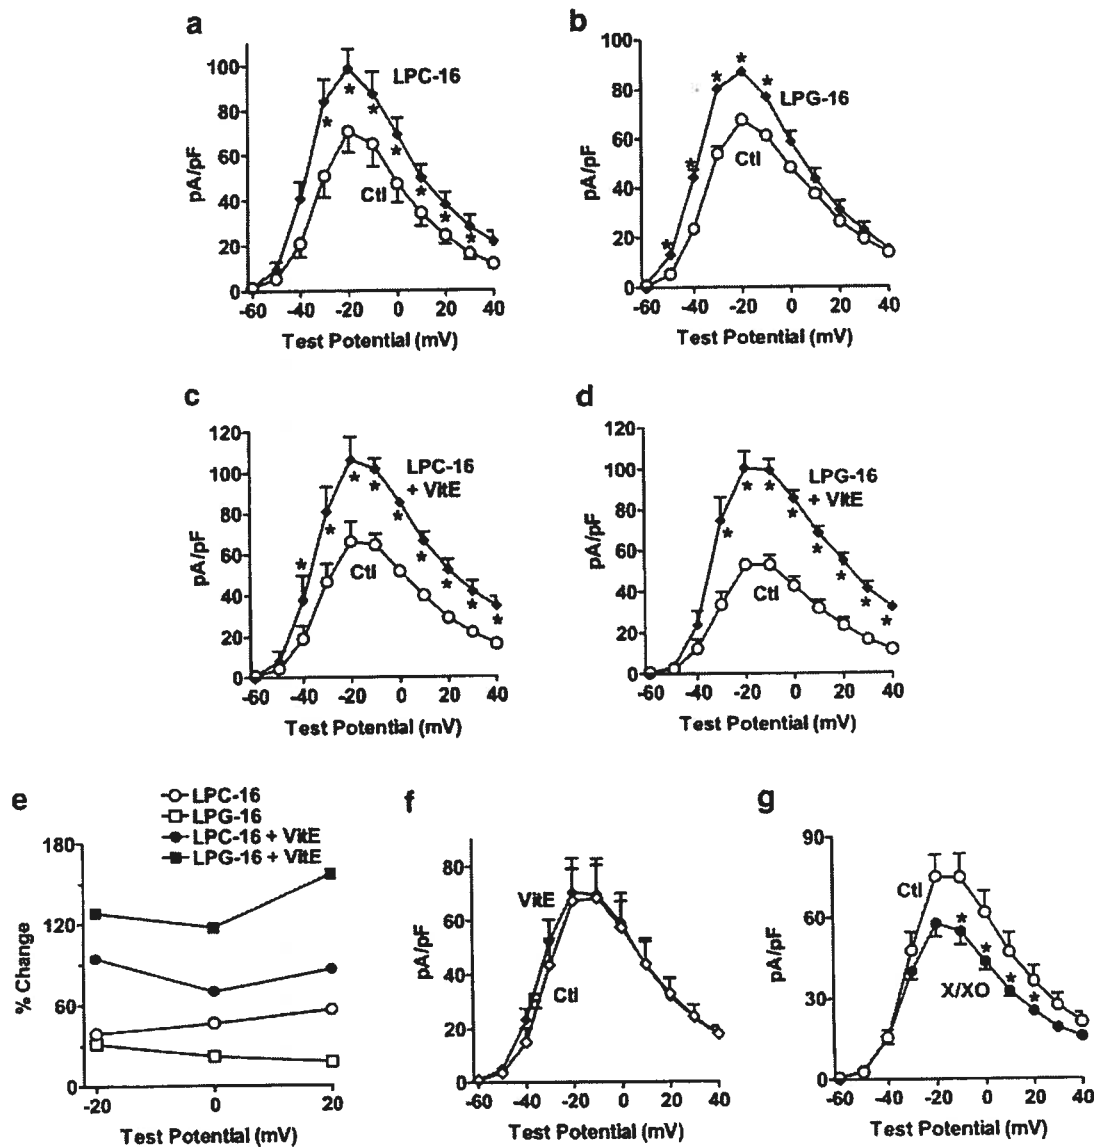 a
100
80
60
40
20
0
pA/pF
LPC-16
* * * * * * *
Ctl
-60 -40 -20 0 20 40
Test Potential (mV)
b
100
80
60
40
20
0
pA/pF
* * * * *
LPG-16
Ctl
-60 -40 -20 0 20 40
Test Potential (mV)
c
120
100
80
60
40
20
0
pA/pF
LPC-16
+ VitE
* * * * * * * * *
Ctl
-60 -40 -20 0 20 40
Test Potential (mV)
d
120
100
80
60
40
20
0
pA/pF
LPG-16
+ VitE
* * * * * * * *
Ctl
-60 -40 -20 0 20 40
Test Potential (mV)
e
LPC-16
LPG-16
LPC-16 + VitE
LPG-16 + VitE
180
120
60
0
% Change
-20 0 20
Test Potential (mV)
f
80
60
40
20
0
pA/pF
VitE
Ctl
-60 -40 -20 0 20 40
Test Potential (mV)
g
90
60
30
0
pA/pF
Ctl
* * * *
X/XO
-60 -40 -20 0 20 40
Test Potential (mV)